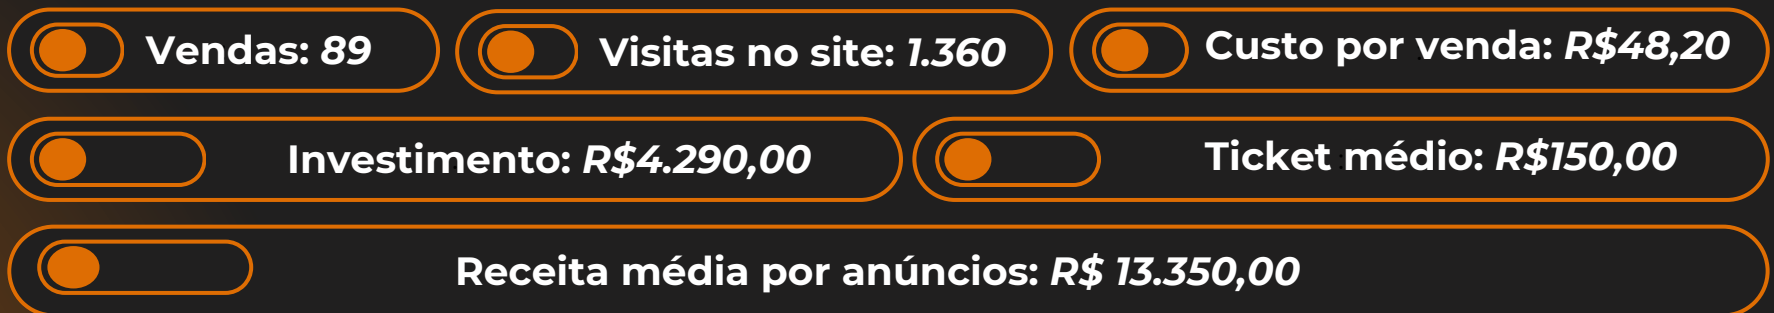 Vendas: 89
Visitas no site: 1.360
Custo por venda: R$48,20
Investimento: R$4.290,00
Ticket médio: R$150,00
Receita média por anúncios: R$ 13.350,00